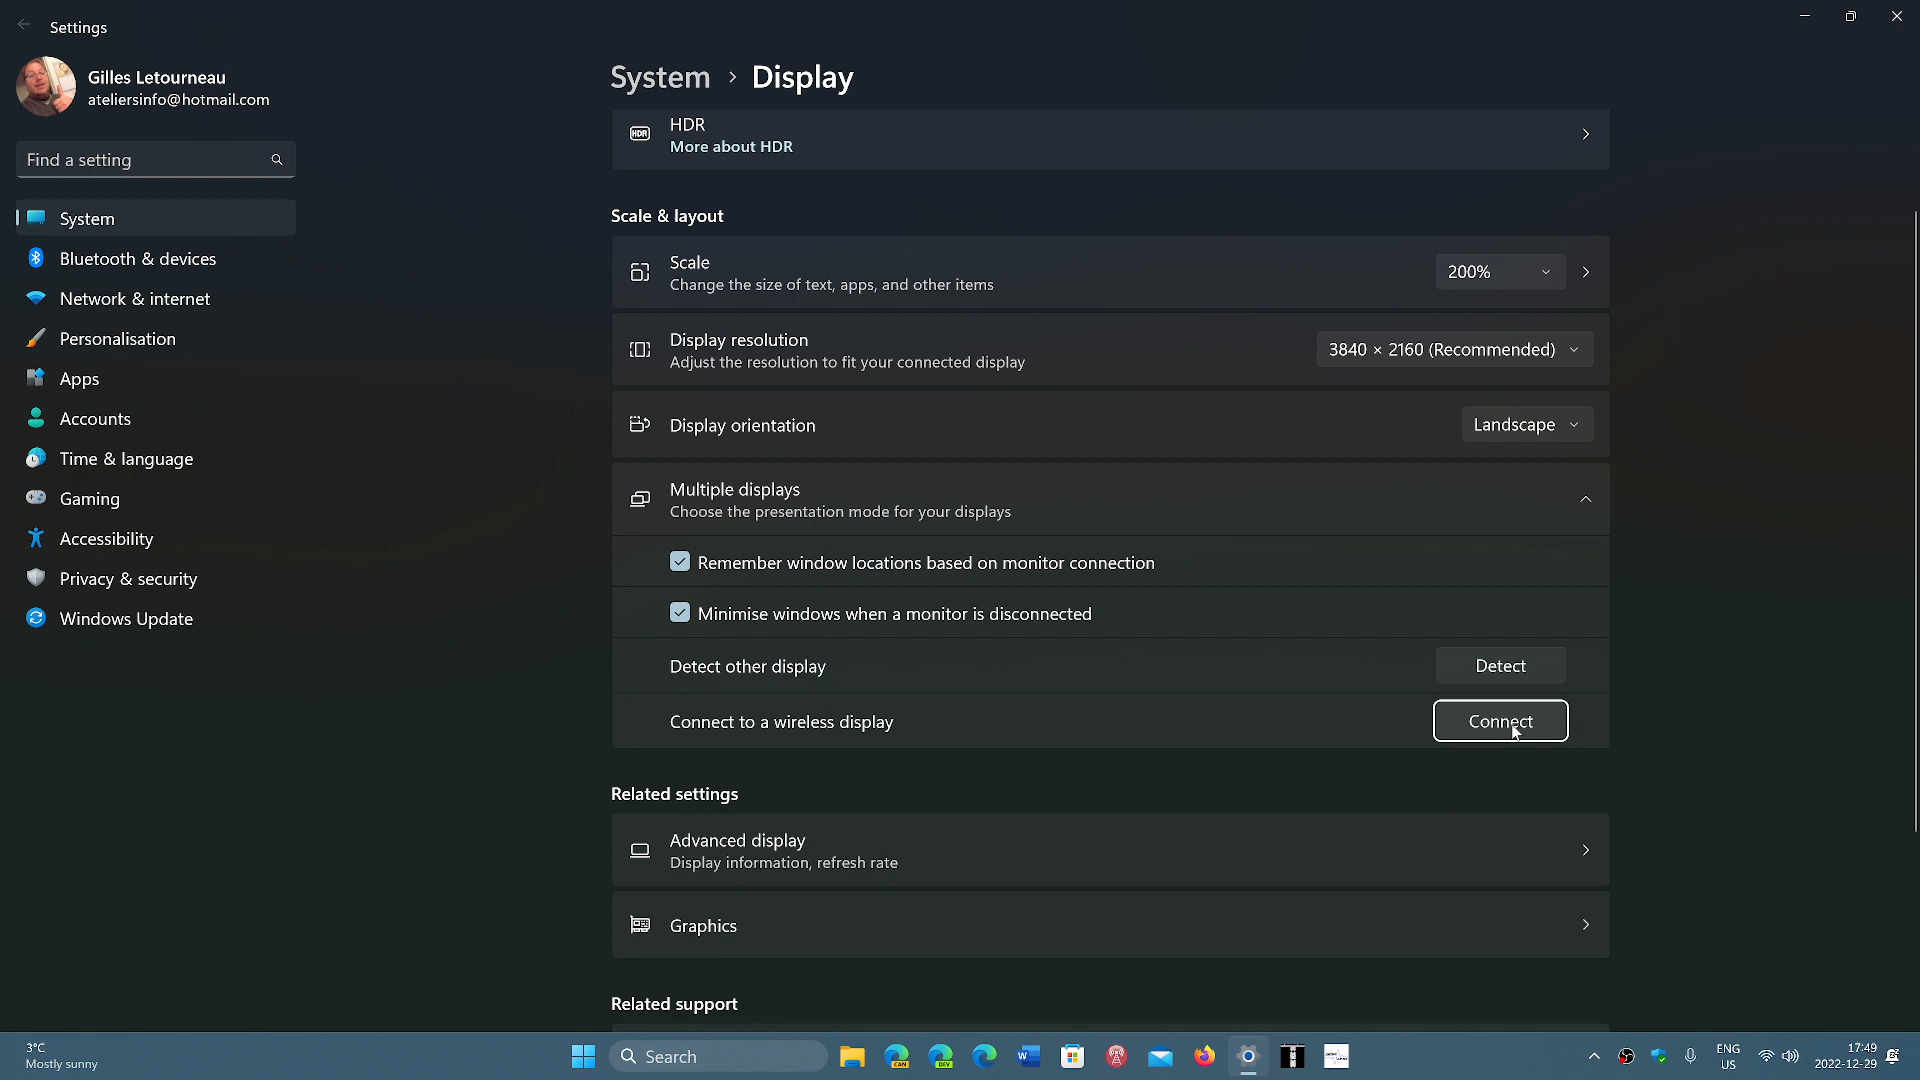 Settings
Gilles Letourneau
ateliersinfo@hotmail.com
Find a setting
System
Bluetooth & devices
Network & internet
Personalisation
Apps
Accounts
Time & language
Gaming
Accessibility
Privacy & security
Windows Update
System > Display
HDR
HDR
More about HDR
Scale & layout
Scale
Change the size of text, apps, and other items
200%
Display resolution
Adjust the resolution to fit your connected display
3840 × 2160 (Recommended)
Display orientation
Landscape
Multiple displays
Choose the presentation mode for your displays
Remember window locations based on monitor connection
Minimise windows when a monitor is disconnected
Detect other display
Detect
Connect to a wireless display
Connect
Related settings
Advanced display
Display information, refresh rate
Graphics
Related support
3°C
Mostly sunny
Search
CAN
DEV
ENG
US
17:49
2022-12-29